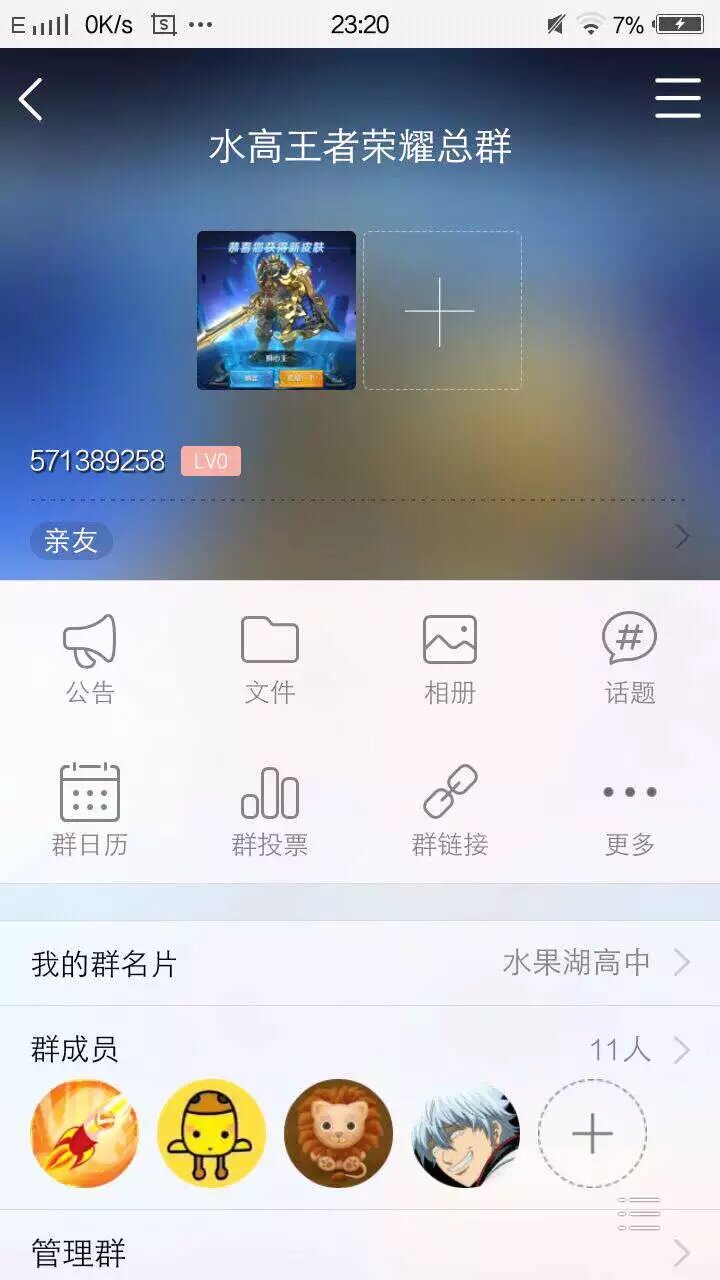 E 0K/s S 23:20 7%
水高王者荣耀总群
恭喜您获得新皮肤
571389258 LV0
亲友
公告 文件 相册 话题
群日历 群投票 群链接 更多
我的群名片 水果湖高中
群成员 11人
管理群